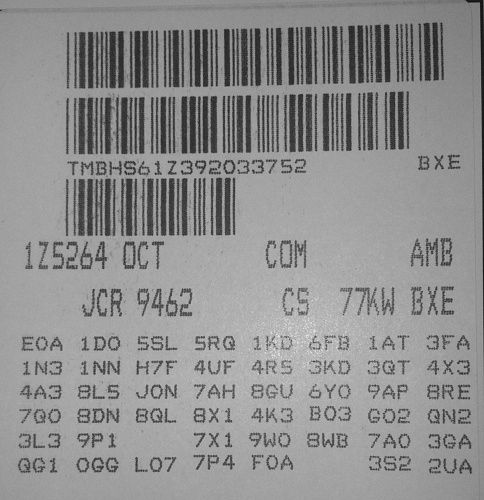 TMBHS61Z392033752 BXE
1Z5264 OCT COM AMB
JCR 9462 CS 77KW BXE
E0A 1D0 5SL 5RQ 1KD 6FB 1AT 3FA
1N3 1NN H7F 4UF 4R5 3KD 3QT 4X3
4A3 8L5 J0N 7AH 8GU 6Y0 9AP 8RE
7Q0 8DN 8QL 8X1 4K3 B03 G02 QN2
3L3 9P1 7X1 9W0 8WB 7A0 3GA
QG1 0GG L07 7P4 F0A 3S2 2UA